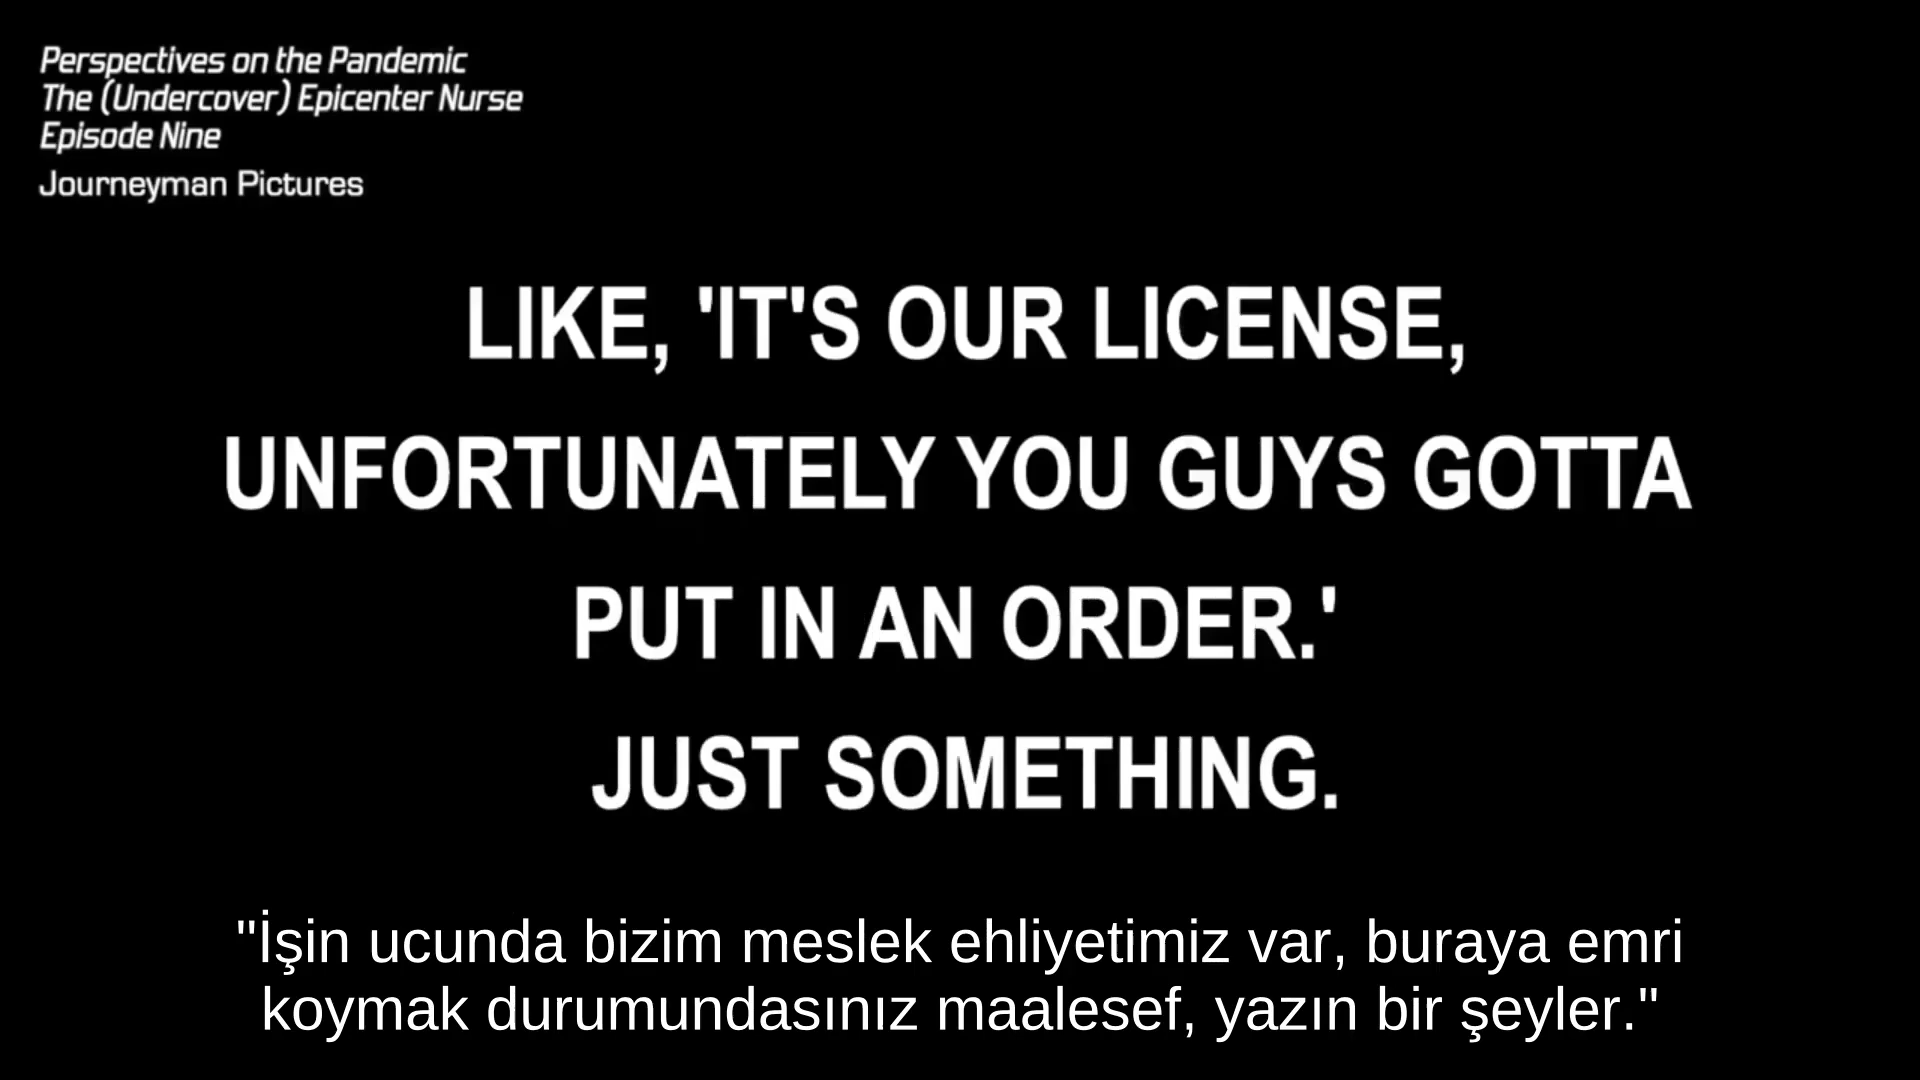 Perspectives on the Pandemic
The (Undercover) Epicenter Nurse
Episode Nine
Journeyman Pictures
LIKE, 'IT'S OUR LICENSE,
UNFORTUNATELY YOU GUYS GOTTA
PUT IN AN ORDER.'
JUST SOMETHING.
"İşin ucunda bizim meslek ehliyetimiz var, buraya emri
koymak durumundasınız maalesef, yazın bir şeyler."